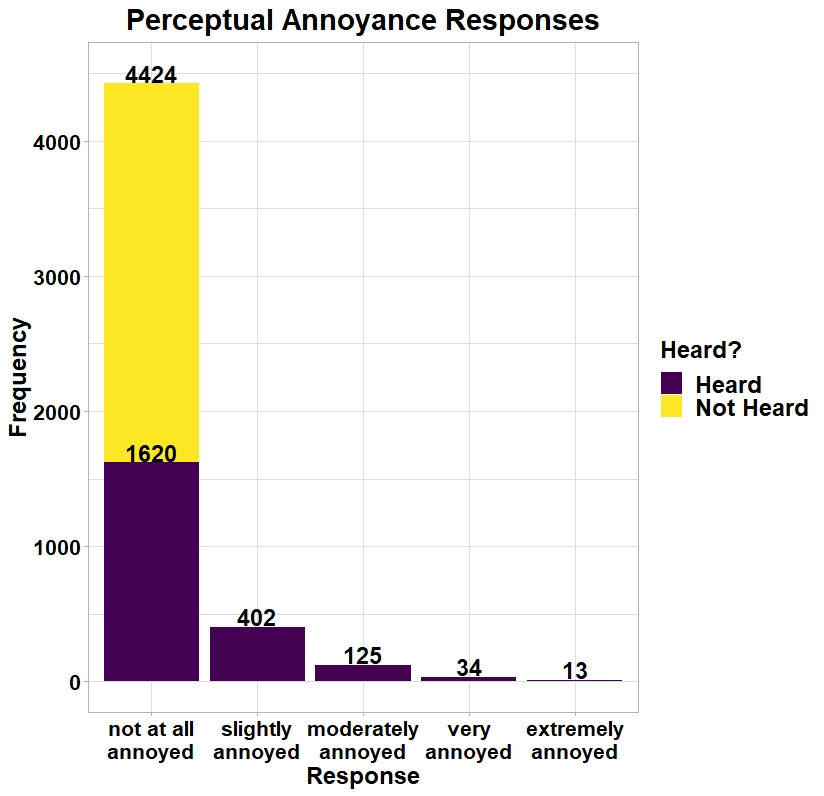 Perceptual Annoyance Responses
Frequency
4000
3000
2000
1000
0
4424
1620
402
125
34
13
not at all
annoyed
slightly
annoyed
moderately
annoyed
very
annoyed
extremely
annoyed
Response
Heard?
Heard
Not Heard